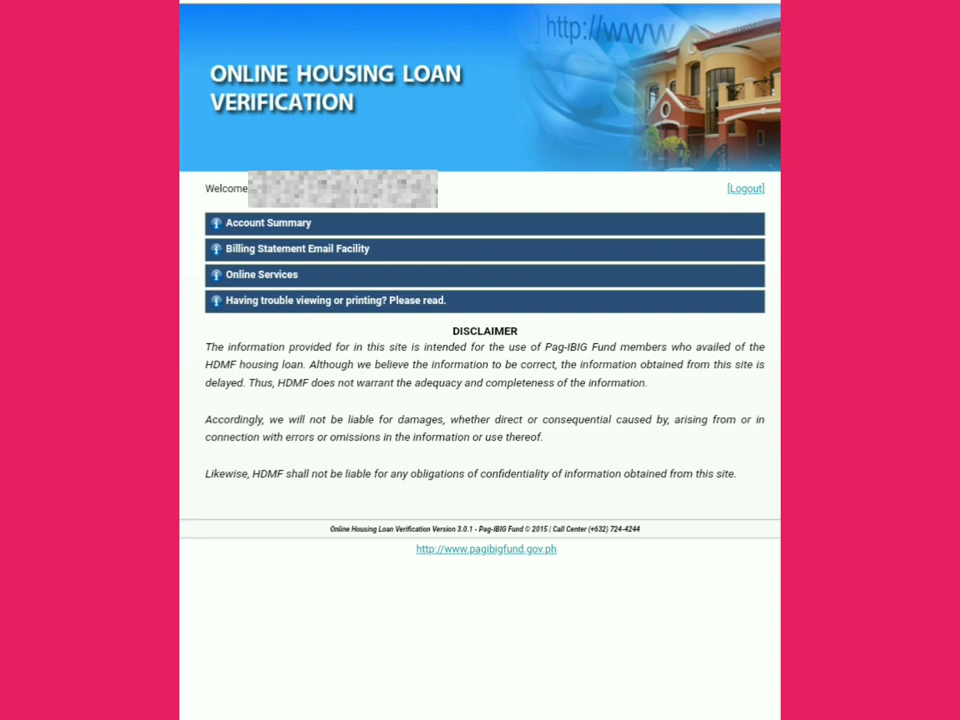 http://www
ONLINE HOUSING LOAN
VERIFICATION
Welcome
[Logout]
Account Summary
Billing Statement Email Facility
Online Services
Having trouble viewing or printing? Please read.
DISCLAIMER
The information provided for in this site is intended for the use of Pag-IBIG Fund members who availed of the
HDMF housing loan. Although we believe the information to be correct, the information obtained from this site is
delayed. Thus, HDMF does not warrant the adequacy and completeness of the information.
Accordingly, we will not be liable for damages, whether direct or consequential caused by, arising from or in
connection with errors or omissions in the information or use thereof.
Likewise, HDMF shall not be liable for any obligations of confidentiality of information obtained from this site.
Online Housing Loan Verification Version 3.0.1 - Pag-IBIG Fund © 2015 | Call Center (+632) 724-4244
http://www.pagibigfund.gov.ph